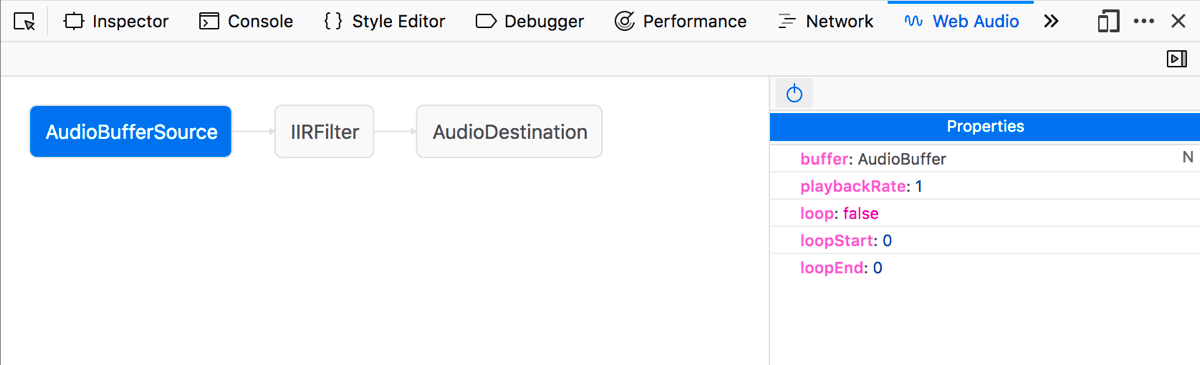 Inspector Console { } Style Editor Debugger Performance Network Web Audio
AudioBufferSource IIRFilter AudioDestination
Properties
buffer: AudioBuffer N
playbackRate: 1
loop: false
loopStart: 0
loopEnd: 0